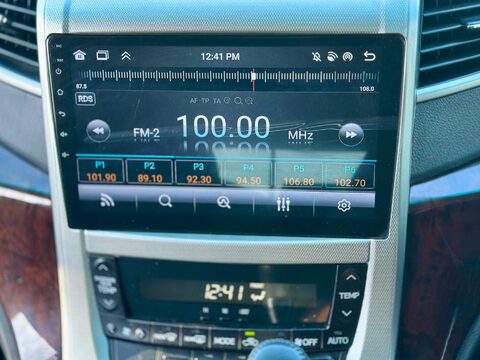 12:41 PM
87.5
108.0
RDS
AF TP TA
FM-2
100.00
MHz
P1 P2 P3 P4 P5 P6
101.90 89.10 92.30 94.50 106.80 102.70
12:41
TEMP
TEMP
MODE
OFF
AUTO